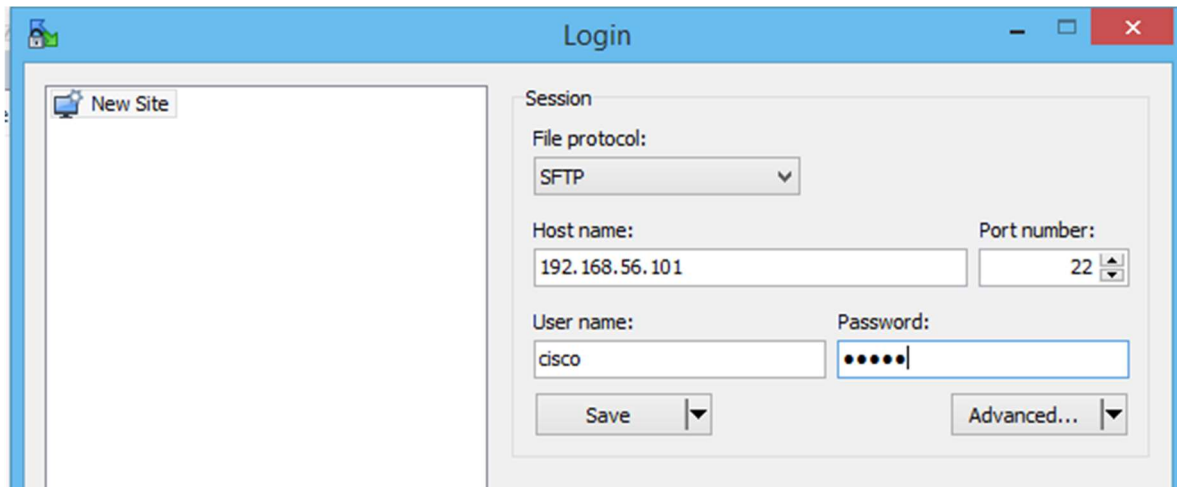 Login
New Site
Session
File protocol:
SFTP
Host name:
Port number:
192.168.56.101
22
User name:
Password:
cisco
•••••
Save
Advanced...